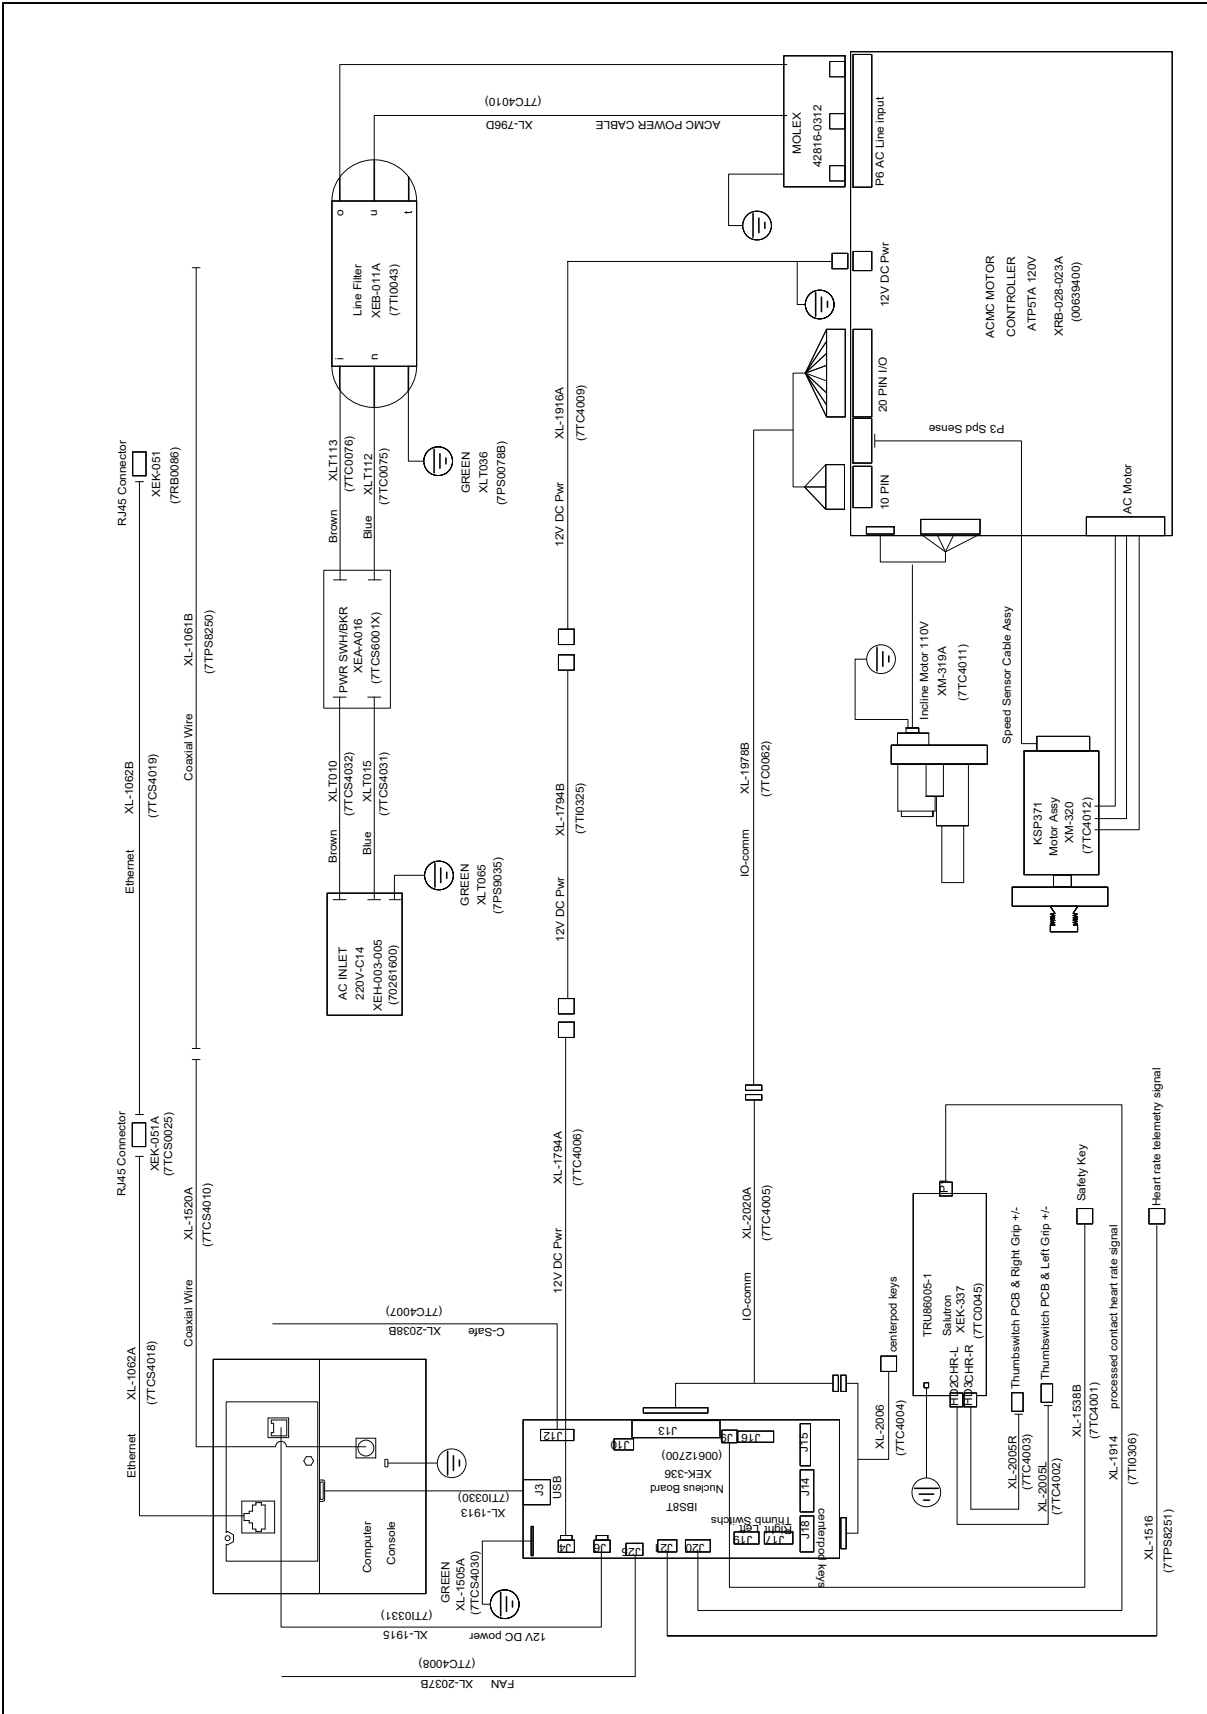 RJ45 Connector
XEK-051
(7RB0086)
Ethernet
XL-1062B
(7TCS4019)
RJ45 Connector
XEK-051A
(7TCS0025)
Ethernet
XL-1062A
(7TCS4018)
Coaxial Wire
XL-1061B
(7TPS8250)
Coaxial Wire
XL-1520A
(7TCS4010)
Computer
Console
AC INLET
220V-C14
XEH-003-005
(70261600)
GREEN
XLT065
(7PS9035)
Brown
XLT010
(7TCS4032)
Blue
XLT015
(7TCS4031)
PWR SWH/BKR
XEA-A016
(7TCS6001X)
Brown
XLT113
(7TC0076)
Blue
XLT112
(7TC0075)
GREEN
XLT036
(7PS0078B)
i
n
Line Filter
XEB-011A
(7TI0043)
o
u
t
ACMC POWER CABLE
XL-796D
(7TC4010)
MOLEX
42816-0312
P6 AC Line input
12V DC Pwr
XL-1794A
(7TC4006)
12V DC Pwr
XL-1794B
(7TI0325)
12V DC Pwr
XL-1916A
(7TC4009)
12V DC Pwr
20 PIN I/O
10 PIN
P3 Spd Sense
AC Motor
ACMC MOTOR
CONTROLLER
ATP5TA 120V
XRB-028-023A
(00639400)
IO-comm
XL-2020A
(7TC4005)
IO-comm
XL-1978B
(7TC0062)
Incline Motor 110V
XM-319A
(7TC4011)
Speed Sensor Cable Assy
KSP371
Motor Assy
XM-320
(7TC4012)
C-Safe
XL-2038B
(7TC4007)
USB
XL-1913
(7TI0330)
GREEN
XL-1505A
(7TCS4030)
12V DC power
XL-1915
(7TI0331)
FAN
XL-2037B
(7TC4008)
J3
J12
J10
J13
J9
J16
J15
J14
J18
J17
J19
J20
J21
J25
J6
J4
IBS8T
Nucleus Board
XEK-336
(00612700)
Thumb Switchs
Right Left
centerpod keys
XL-2006
(7TC4004)
centerpod keys
TRU86005-1
Salutron
XEK-337
(7TC0045)
HD2
CHR-L
HD3
CHR-R
XL-2005R
(7TC4003)
Thumbswitch PCB & Right Grip +/-
XL-2005L
(7TC4002)
Thumbswitch PCB & Left Grip +/-
XL-1538B
(7TC4001)
Safety Key
XL-1914
(7TI0306)
processed contact heart rate signal
XL-1516
(7TPS8251)
Heart rate telemetry signal